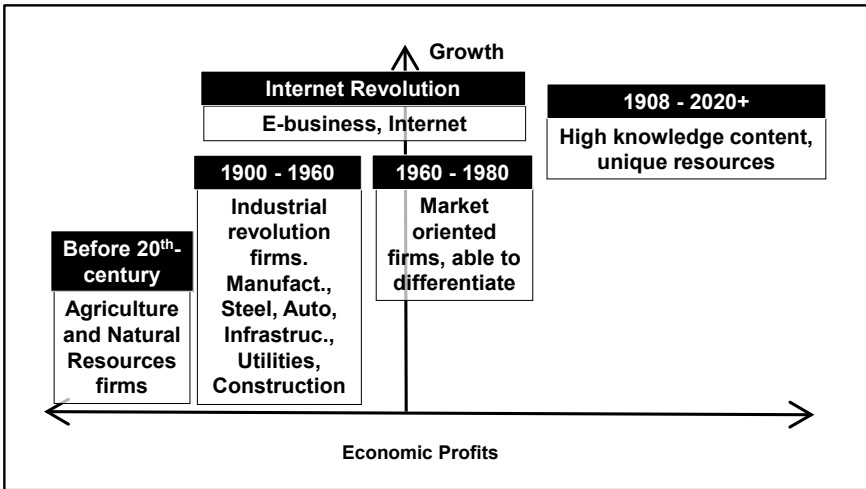 Growth
Internet Revolution
E-business, Internet
1908 - 2020+
High knowledge content,
unique resources
1900 - 1960
Industrial
revolution
firms.
Manufact.,
Steel, Auto,
Infrastruc.,
Utilities,
Construction
1960 - 1980
Market
oriented
firms, able to
differentiate
Before 20th-
century
Agriculture
and Natural
Resources
firms
Economic Profits